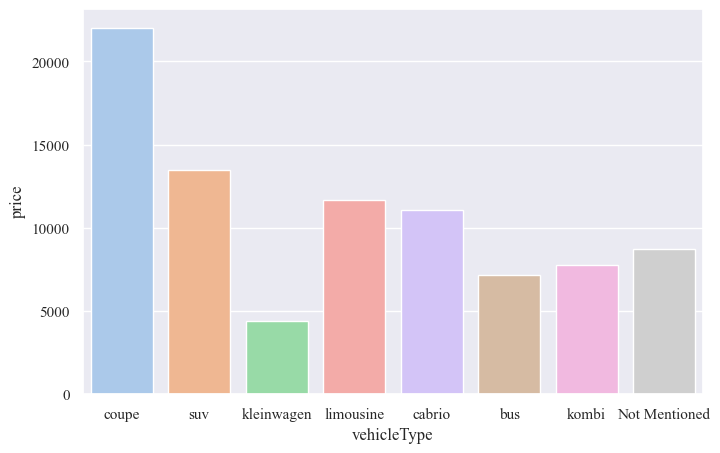 20000
15000
10000
5000
0
price
coupe suv kleinwagen limousine cabrio bus kombi Not Mentioned
vehicleType